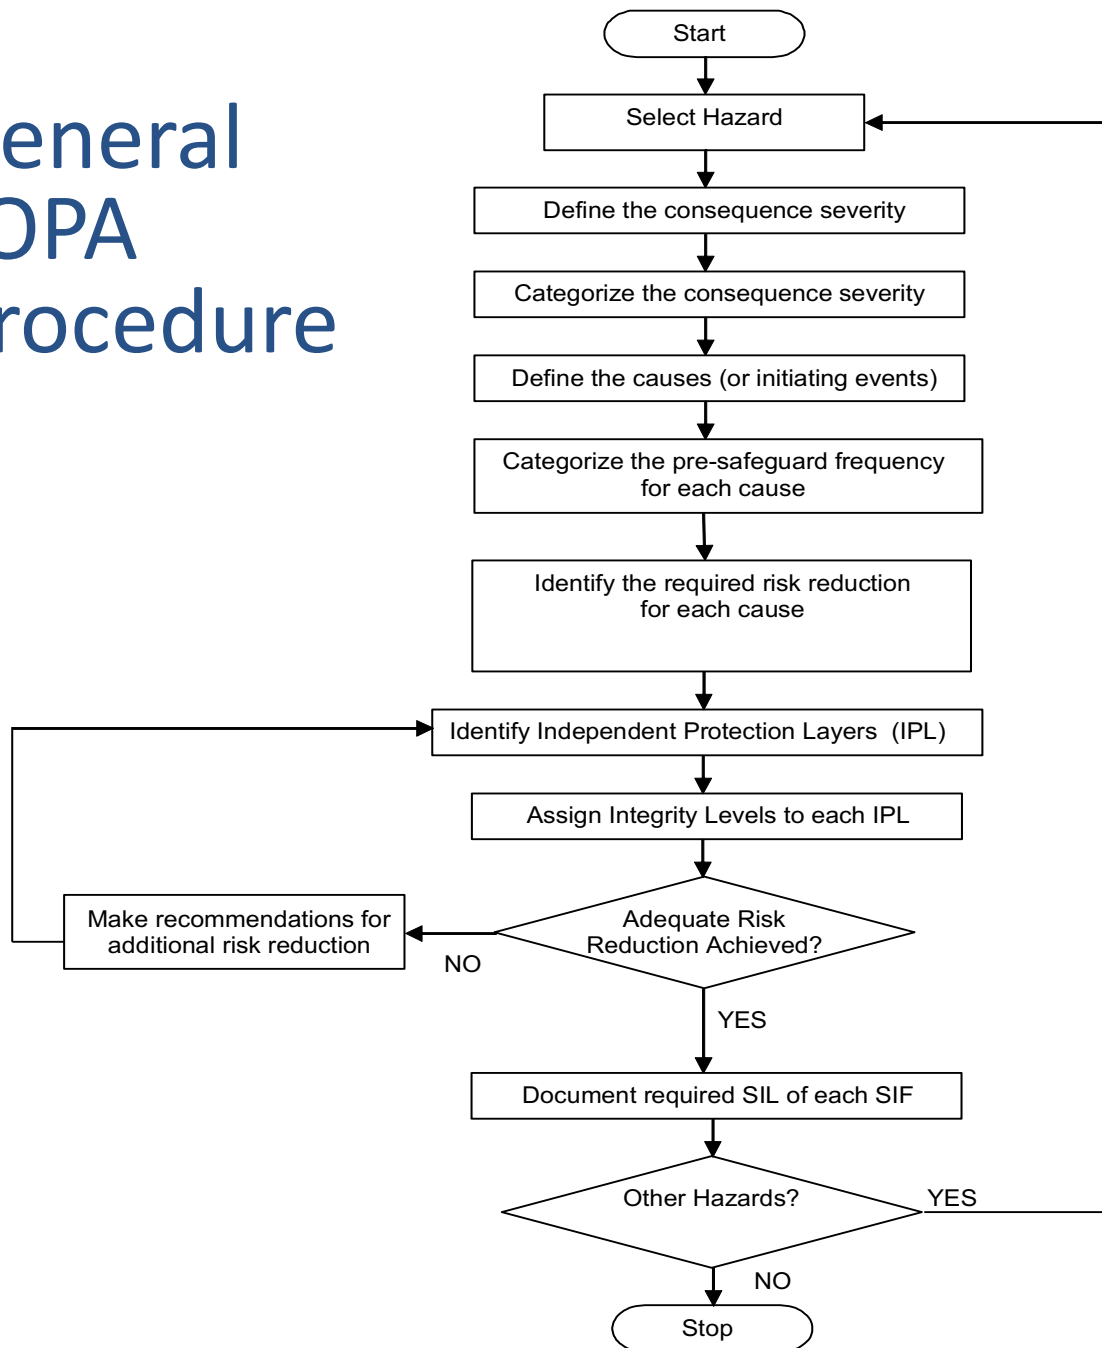 eneral
OPA
rocedure
Start
Select Hazard
Define the consequence severity
Categorize the consequence severity
Define the causes (or initiating events)
Categorize the pre-safeguard frequency
for each cause
Identify the required risk reduction
for each cause
Identify Independent Protection Layers (IPL)
Assign Integrity Levels to each IPL
Adequate Risk
Reduction Achieved?
NO
Make recommendations for
additional risk reduction
YES
Document required SIL of each SIF
Other Hazards?
YES
NO
Stop